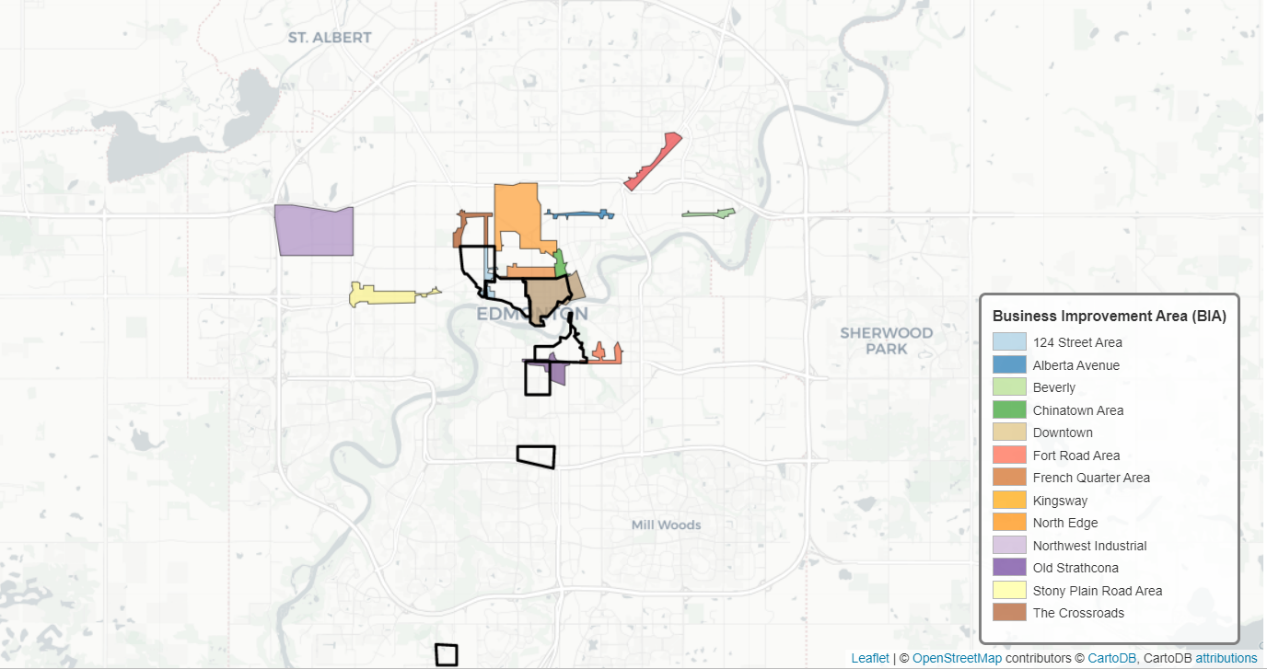 ST. ALBERT
EDMONTON
SHERWOOD
PARK
Mill Woods
Business Improvement Area (BIA)
124 Street Area
Alberta Avenue
Beverly
Chinatown Area
Downtown
Fort Road Area
French Quarter Area
Kingsway
North Edge
Northwest Industrial
Old Strathcona
Stony Plain Road Area
The Crossroads
Leaflet | © OpenStreetMap contributors © CartoDB, CartoDB attributions